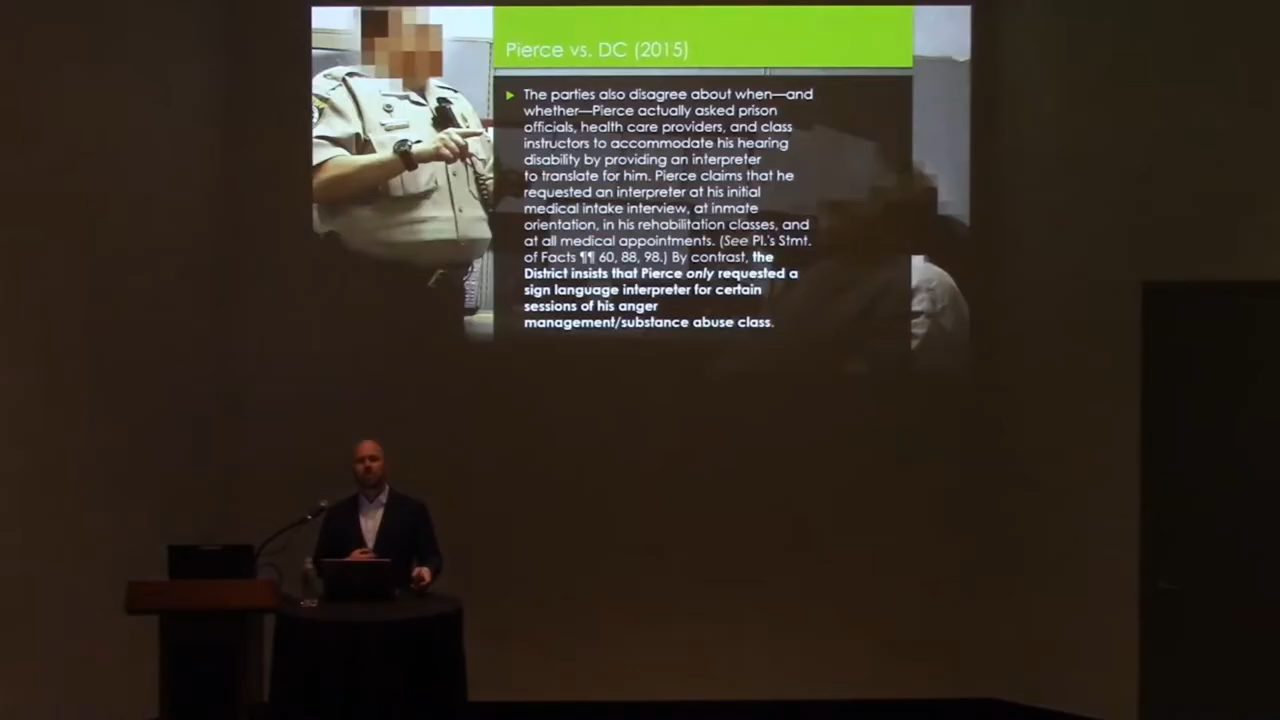 Pierce vs. DC (2015)
The parties also disagree about when—and
whether—Pierce actually asked prison
officials, health care providers, and class
instructors to accommodate his hearing
disability by providing an interpreter
to translate for him. Pierce claims that he
requested an interpreter at his initial
medical intake interview, at inmate
orientation, in his rehabilitation classes, and
at all medical appointments. (See Pl.'s Stmt.
of Facts ¶¶ 60, 88, 98.) By contrast, the
District insists that Pierce only requested a
sign language interpreter for certain
sessions of his anger
management/substance abuse class.